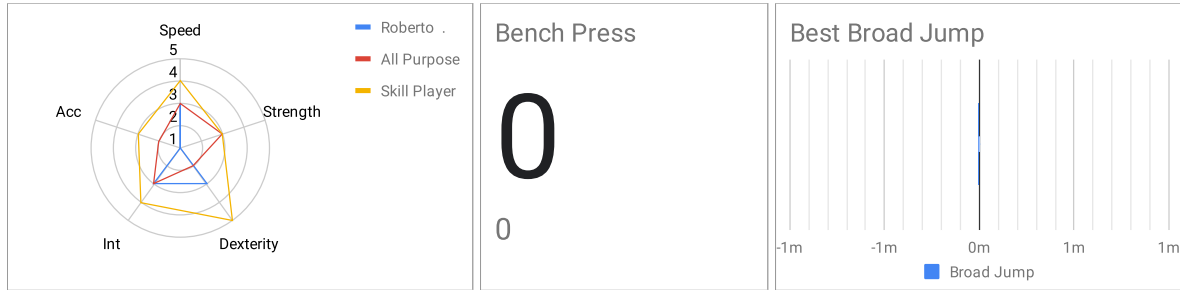 Speed
5
4
3
2
1
Acc
Strength
Int
Dexterity
Roberto .
All Purpose
Skill Player
Bench Press
0
0
Best Broad Jump
-1m -1m 0m 1m 1m
Broad Jump